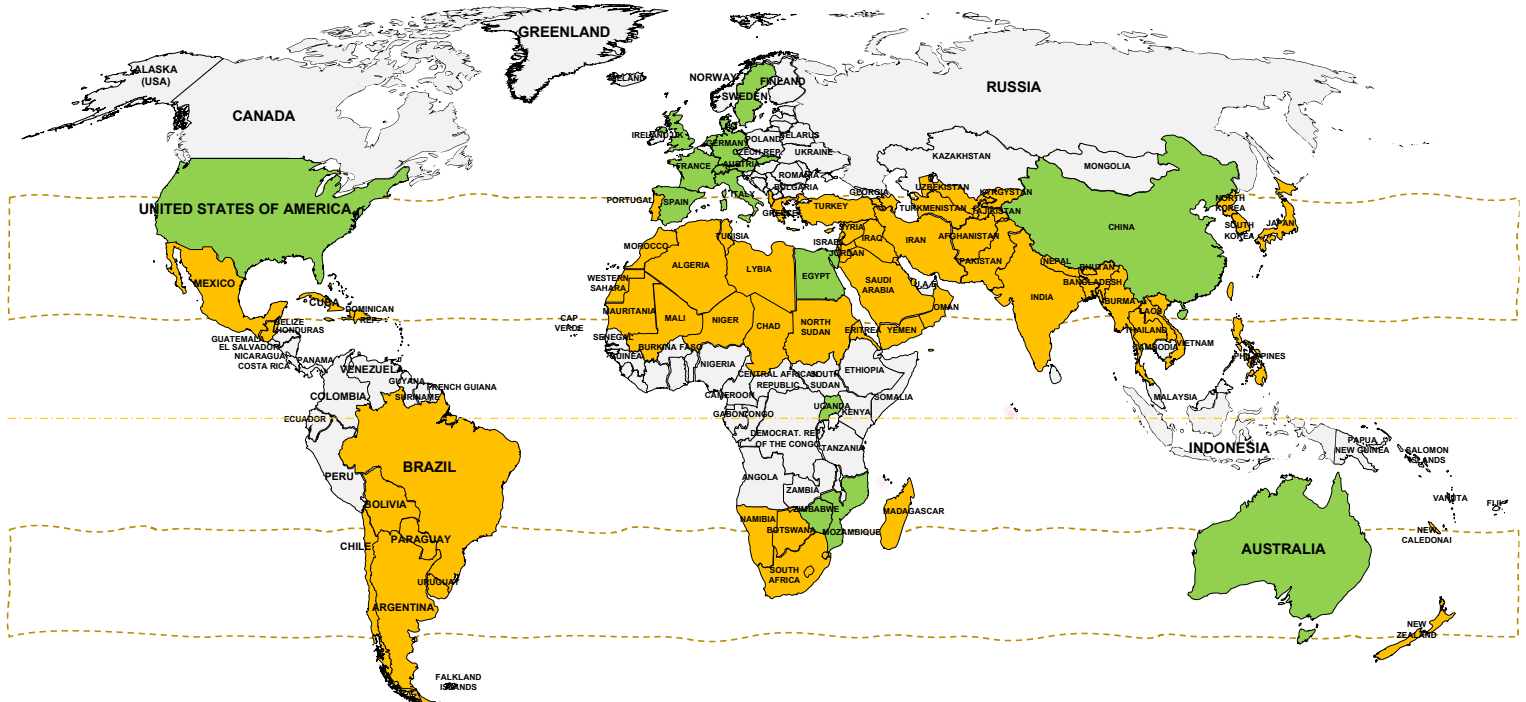 GREENLAND
ALASKA
(USA)
CANADA
ICELAND
NORWAY
FINLAND
SWEDEN
RUSSIA
IRELAND
UK
POLAND
BELARUS
GERMANY
CZECH REP.
UKRAINE
KAZAKHSTAN
MONGOLIA
FRANCE
AUSTRIA
ROMARIA
BULGARIA
ITALY
GEORGIA
UZBEKISTAN
KYRGYSTAN
UNITED STATES OF AMERICA
PORTUGAL
SPAIN
GREECE
TURKEY
TURKMENISTAN
TAJIKISTAN
NORTH
KOREA
SOUTH
KOREA
JAPAN
CHINA
MOROCCO
TUNISIA
SYRIA
ISRAEL
IRAQ
JORDAN
IRAN
AFGHANISTAN
PAKISTAN
NEPAL
BHUTAN
BANGLADESH
ALGERIA
LYBIA
EGYPT
SAUDI
ARABIA
U.A.E
OMAN
YEMEN
INDIA
BURMA
LAOS
THAILAND
CAMBODIA
VIETNAM
PHILIPPINES
WESTERN
SAHARA
MEXICO
CUBA
DOMINICAN
REP.
BELIZE
HONDURAS
GUATEMALA
EL SALVADOR
NICARAGUA
COSTA RICA
PANAMA
CAP
VERDE
MAURITANIA
MALI
NIGER
CHAD
NORTH
SUDAN
ERITREA
SENEGAL
GUINEA
BURKINA FASO
NIGERIA
CENTRAL AFRICAN
REPUBLIC
SOUTH
SUDAN
ETHIOPIA
SOMALIA
VENEZUELA
GUYANA
FRENCH GUIANA
SURINAME
COLOMBIA
ECUADOR
CAMEROON
GABON
CONGO
UGANDA
KENYA
DEMOCRAT. REP.
OF THE CONGO
TANZANIA
MALAYSIA
INDONESIA
PAPUA
NEW GUINEA
SALOMON
ISLANDS
PERU
BRAZIL
BOLIVIA
ANGOLA
ZAMBIA
ZIMBABWE
MADAGASCAR
VANUTA
FIJI
CHILE
PARAGUAY
NAMIBIA
BOTSWANA
MOZAMBIQUE
NEW
CALEDONAI
AUSTRALIA
URUGUAY
SOUTH
AFRICA
ARGENTINA
NEW
ZEALAND
FALKLAND
ISLANDS